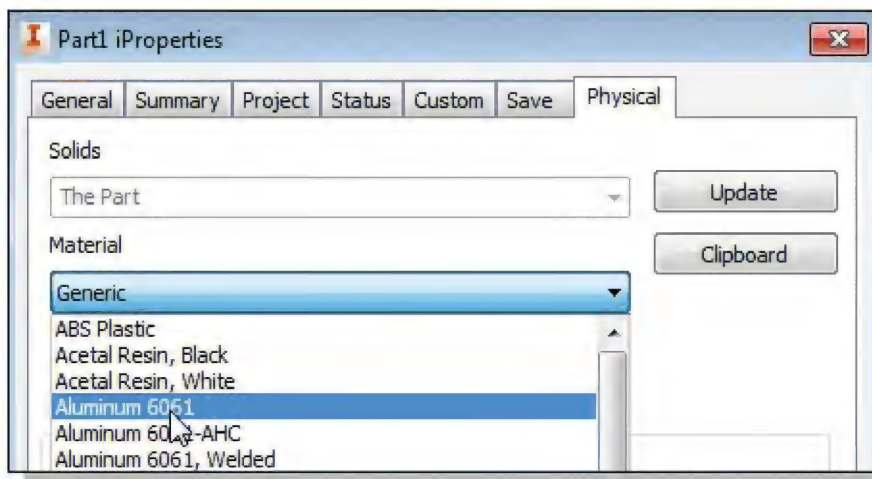 Part1 iProperties
General Summary Project Status Custom Save Physical
Solids
The Part
Update
Material
Clipboard
Generic
ABS Plastic
Acetal Resin, Black
Acetal Resin, White
Aluminum 6061
Aluminum 6061-AHC
Aluminum 6061, Welded